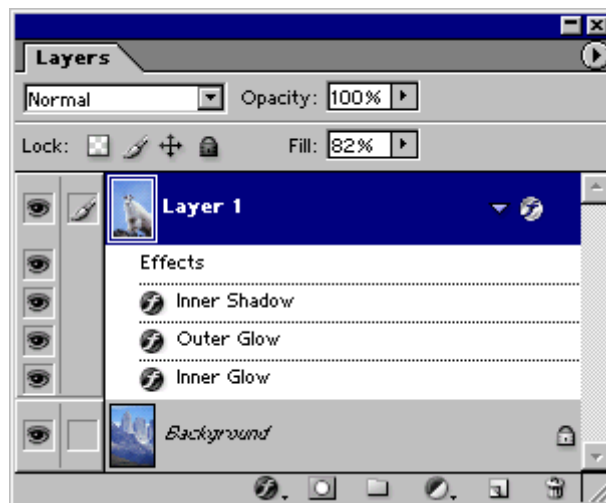 Layers
Normal Opacity: 100%
Lock: Fill: 82%
Layer 1
Effects
Inner Shadow
Outer Glow
Inner Glow
Background